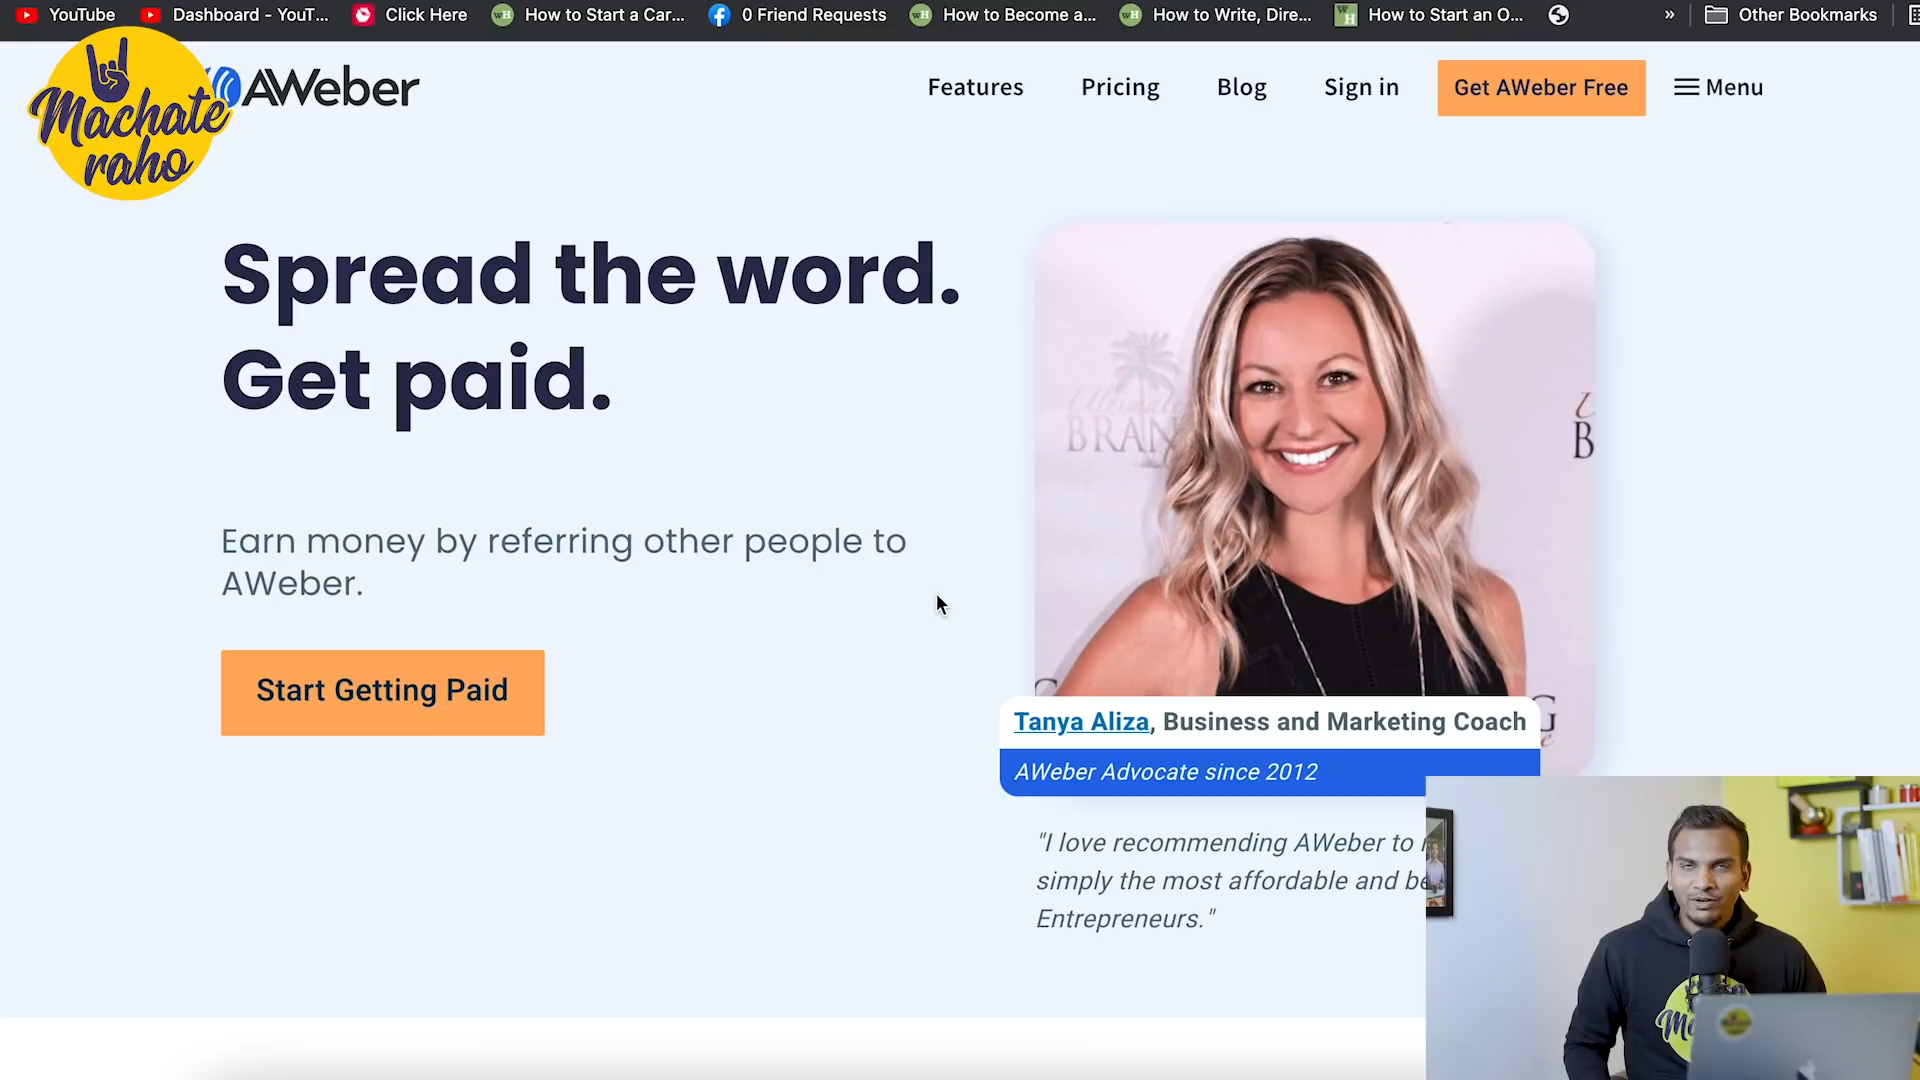 YouTube
Dashboard - YouT...
Click Here
How to Start a Car...
0 Friend Requests
How to Become a...
How to Write, Dire...
How to Start an O...
»
Other Bookmarks
Machate
raho
AWeber
Features
Pricing
Blog
Sign in
Get AWeber Free
Menu
Spread the word.
Get paid.
Earn money by referring other people to
AWeber.
Start Getting Paid
BRAN
B
Tanya Aliza, Business and Marketing Coach
AWeber Advocate since 2012
"I love recommending AWeber to
simply the most affordable and be
Entrepreneurs."